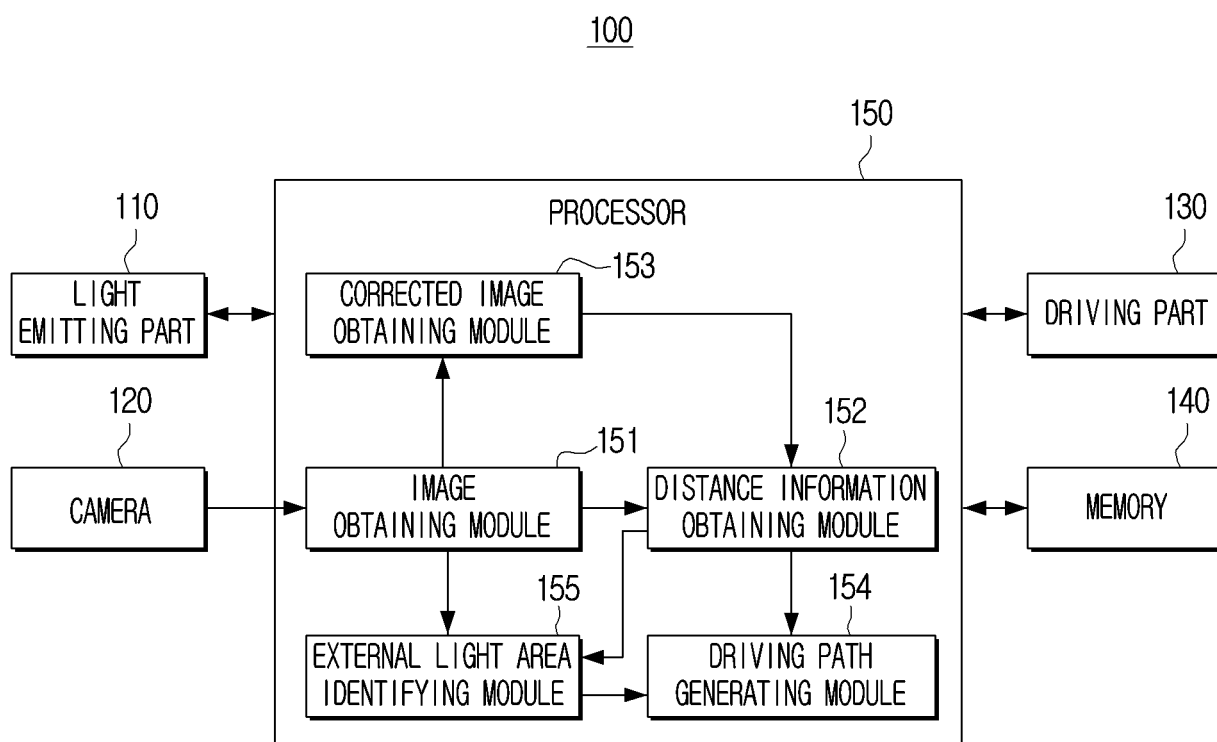 100
150
PROCESSOR
110
LIGHT
EMITTING PART
153
CORRECTED IMAGE
OBTAINING MODULE
130
DRIVING PART
120
CAMERA
151
IMAGE
OBTAINING MODULE
152
DISTANCE INFORMATION
OBTAINING MODULE
140
MEMORY
155
EXTERNAL LIGHT AREA
IDENTIFYING MODULE
154
DRIVING PATH
GENERATING MODULE